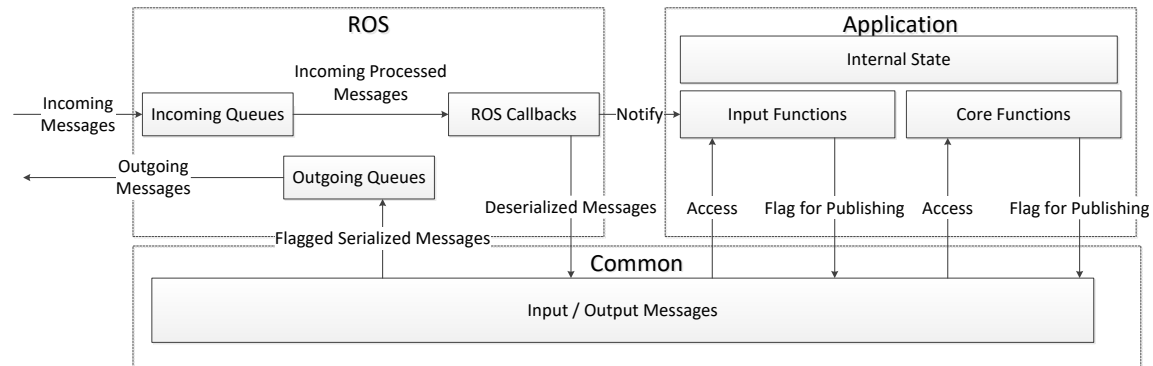 ROS
Application
Internal State
Incoming Processed
Messages
Incoming
Messages
Incoming Queues
ROS Callbacks
Notify
Input Functions
Core Functions
Outgoing
Messages
Outgoing Queues
Deserialized Messages
Access
Flag for Publishing
Access
Flag for Publishing
Flagged Serialized Messages
Common
Input / Output Messages